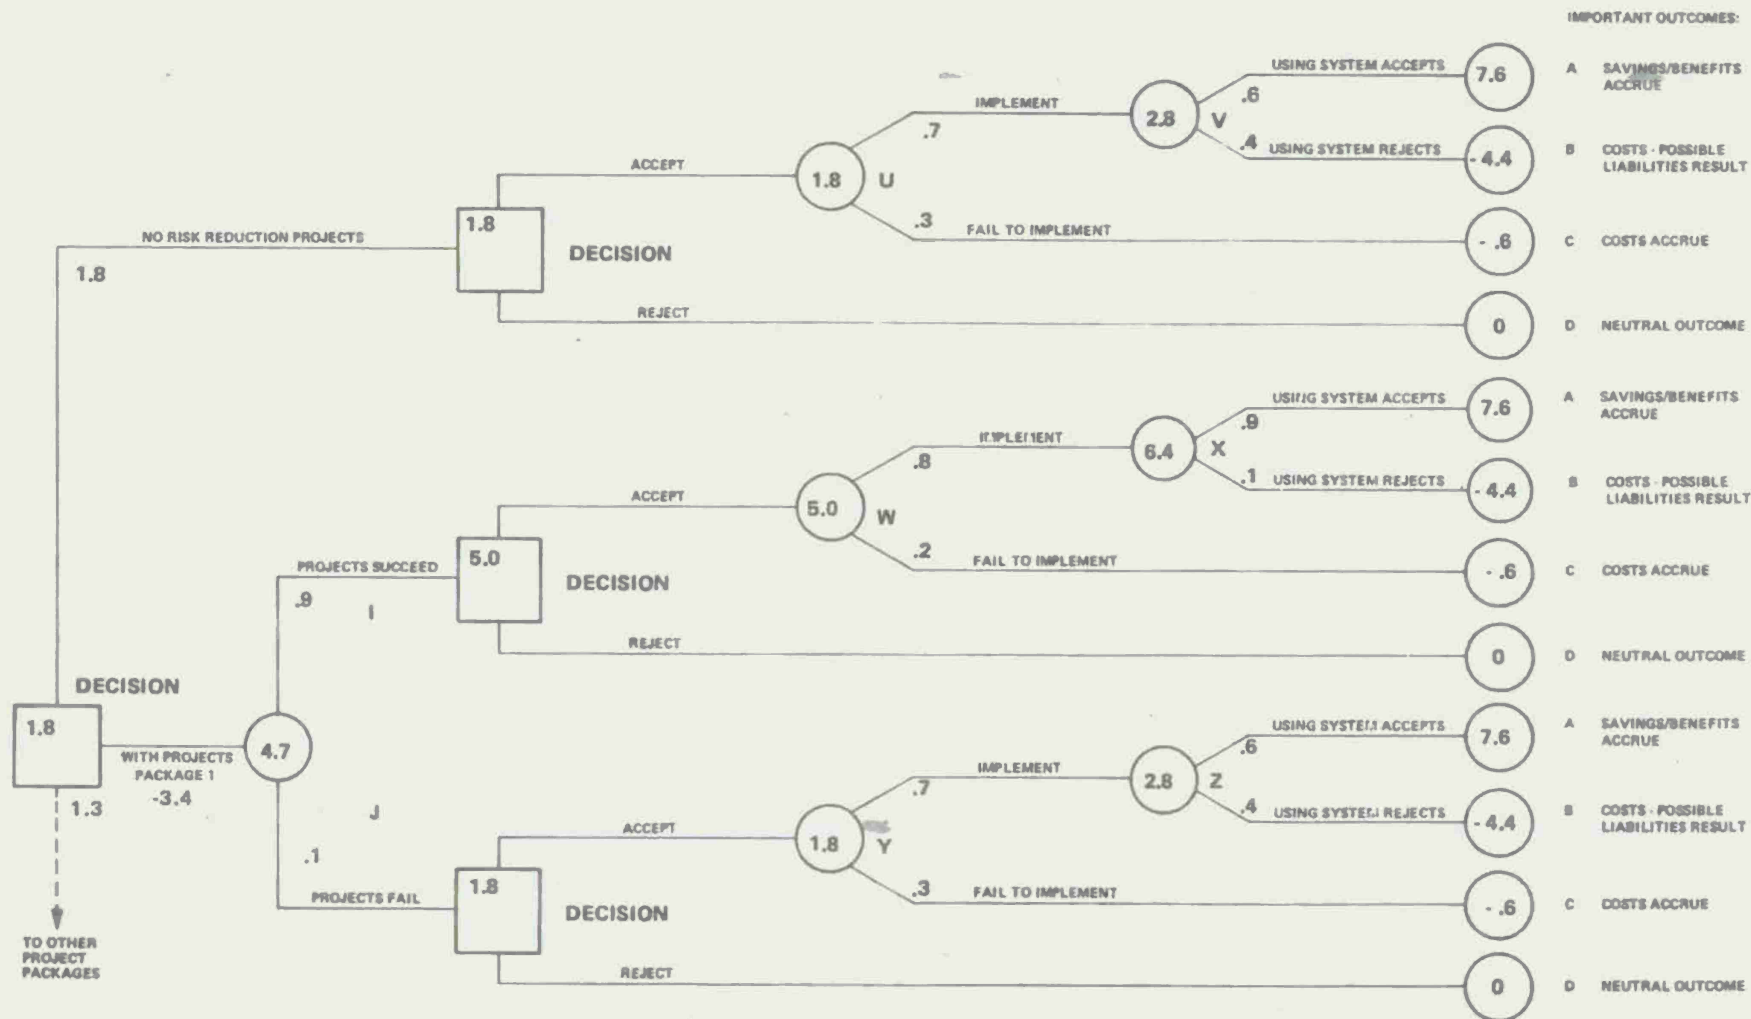 IMPORTANT OUTCOMES:
USING SYSTEM ACCEPTS
7.6
A SAVINGS/BENEFITS
ACCRUE
.6
IMPLEMENT
2.8
V
.7
.4 USING SYSTEM REJECTS
- 4.4
B COSTS - POSSIBLE
LIABILITIES RESULT
ACCEPT
1.8
U
.3
FAIL TO IMPLEMENT
- .6
C COSTS ACCRUE
NO RISK REDUCTION PROJECTS
1.8
1.8
DECISION
REJECT
0
D NEUTRAL OUTCOME
USING SYSTEM ACCEPTS
7.6
A SAVINGS/BENEFITS
ACCRUE
.9
IMPLEMENT
6.4
X
.8
.1 USING SYSTEM REJECTS
- 4.4
B COSTS - POSSIBLE
LIABILITIES RESULT
ACCEPT
5.0
W
.2
FAIL TO IMPLEMENT
- .6
C COSTS ACCRUE
PROJECTS SUCCEED
5.0
DECISION
.9
I
REJECT
0
D NEUTRAL OUTCOME
DECISION
1.8
WITH PROJECTS
PACKAGE 1
-3.4
4.7
1.3
J
USING SYSTEM ACCEPTS
7.6
A SAVINGS/BENEFITS
ACCRUE
.6
IMPLEMENT
2.8
Z
.7
.4 USING SYSTEM REJECTS
- 4.4
B COSTS - POSSIBLE
LIABILITIES RESULT
ACCEPT
1.8
Y
.3
FAIL TO IMPLEMENT
- .6
C COSTS ACCRUE
.1
PROJECTS FAIL
1.8
DECISION
REJECT
0
D NEUTRAL OUTCOME
TO OTHER
PROJECT
PACKAGES